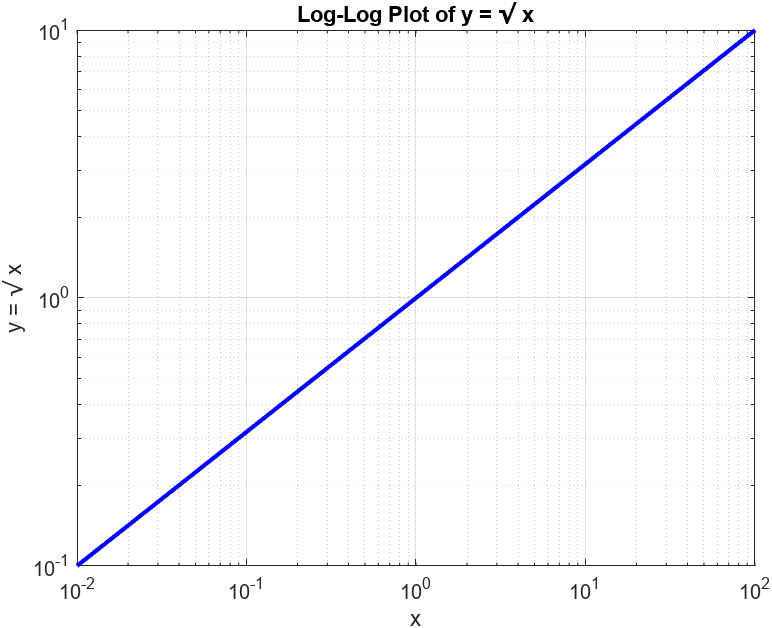 Log-Log Plot of y = √ x
10¹
10⁰
10⁻¹
y = √ x
10⁻² 10⁻¹ 10⁰ 10¹ 10²
x